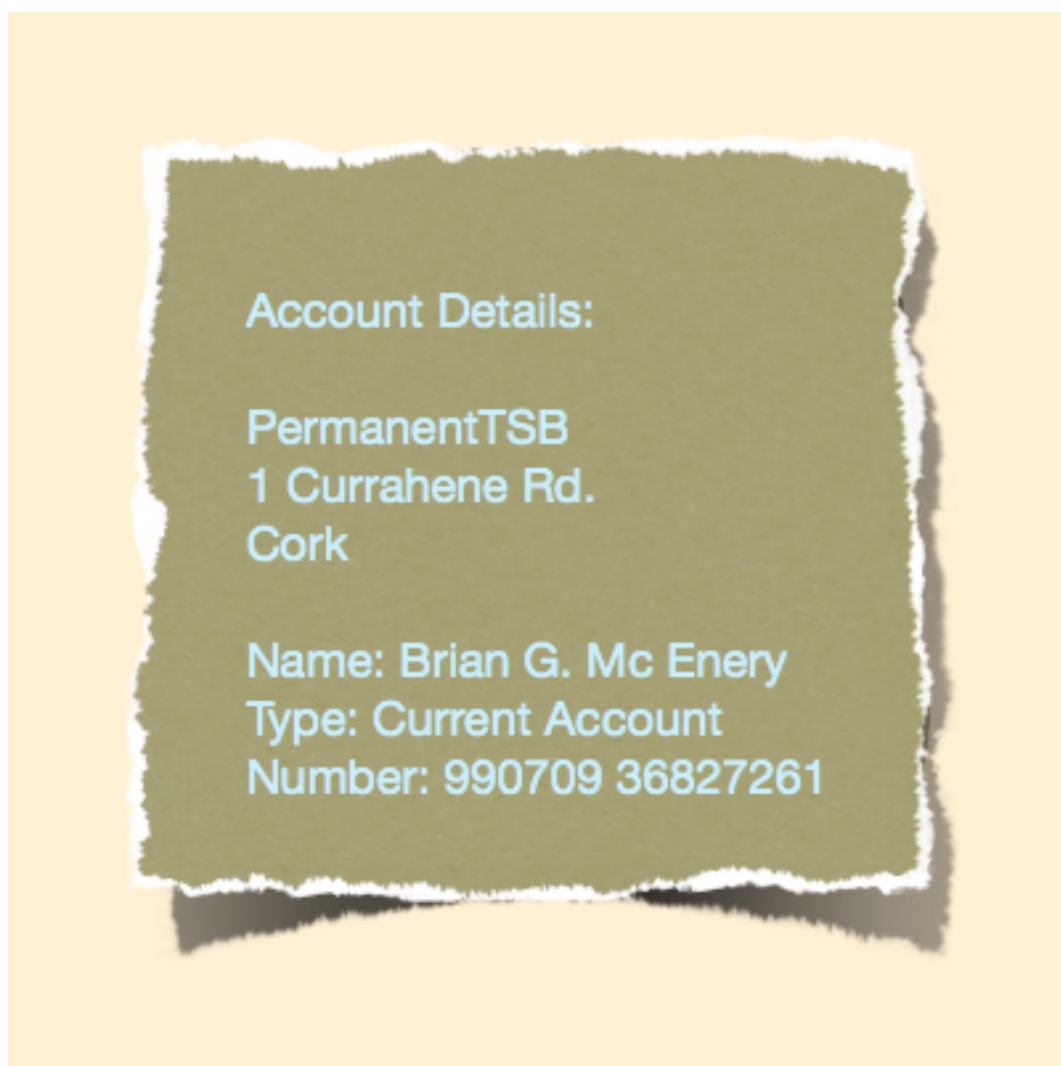 Account Details:
PermanentTSB
1 Currahene Rd.
Cork
Name: Brian G. Mc Enery
Type: Current Account
Number: 990709 36827261